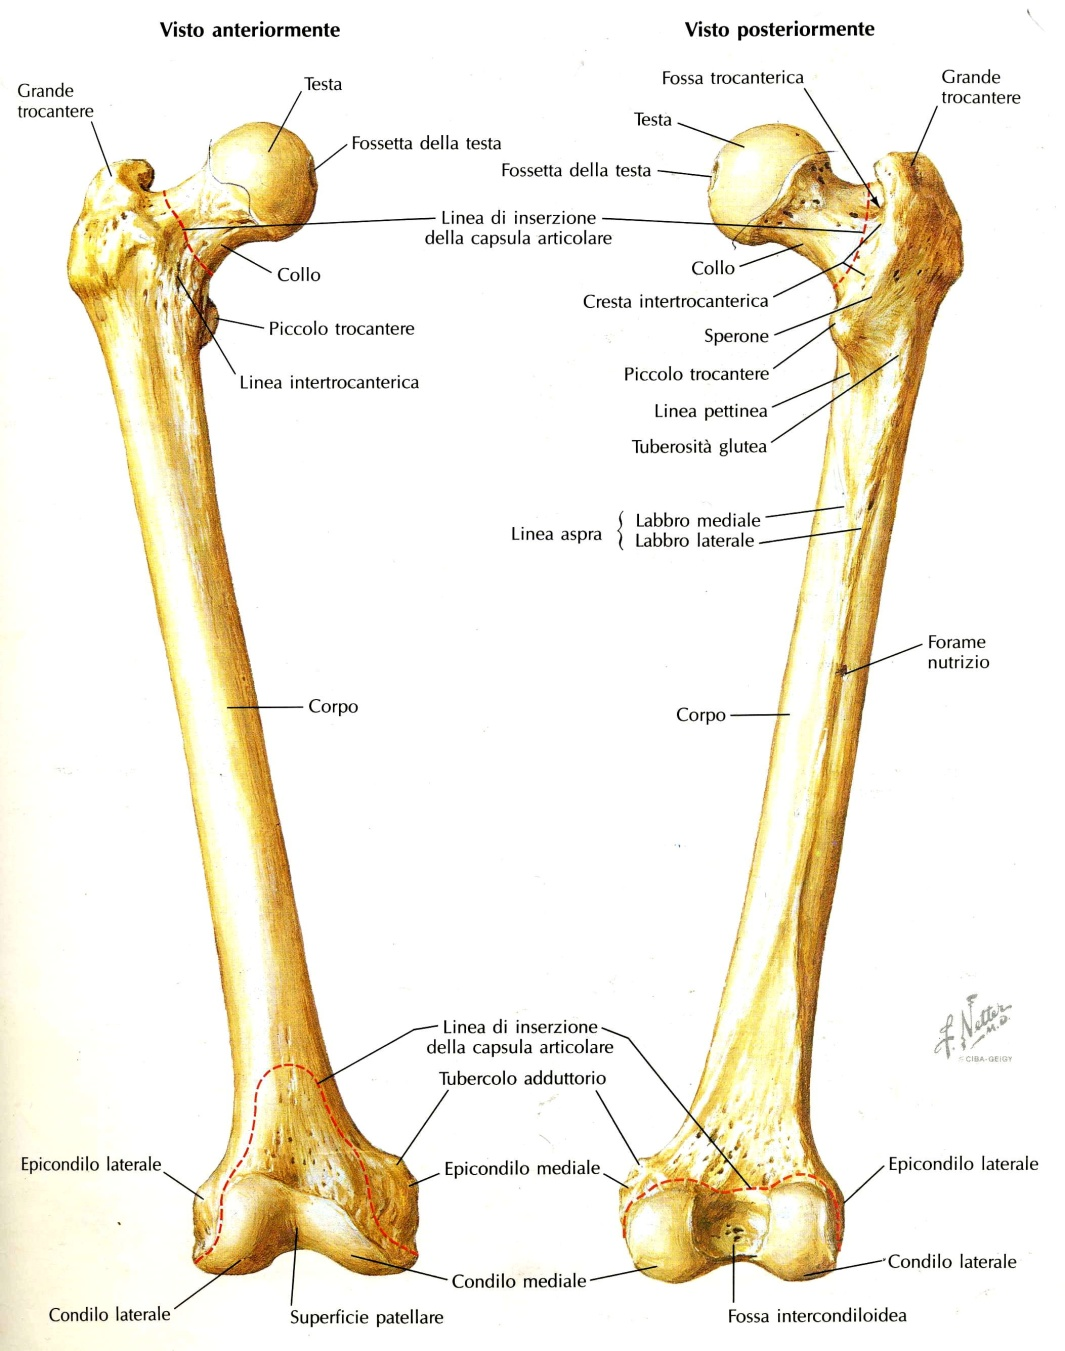 Visto anteriormente
Visto posteriormente
Grande
trocantere
Testa
Fossetta della testa
Linea di inserzione
della capsula articolare
Collo
Piccolo trocantere
Linea intertrocanterica
Fossa trocanterica
Grande
trocantere
Testa
Fossetta della testa
Collo
Cresta intertrocanterica
Sperone
Piccolo trocantere
Linea pettinea
Tuberosità glutea
Linea aspra
Labbro mediale
Labbro laterale
Forame
nutrizio
Corpo
Corpo
Linea di inserzione
della capsula articolare
Tubercolo adduttorio
Epicondilo laterale
Epicondilo mediale
Epicondilo laterale
Condilo mediale
Condilo laterale
Condilo laterale
Superficie patellare
Fossa intercondiloidea
F. Netter
M.D.
©CIBA-GEIGY